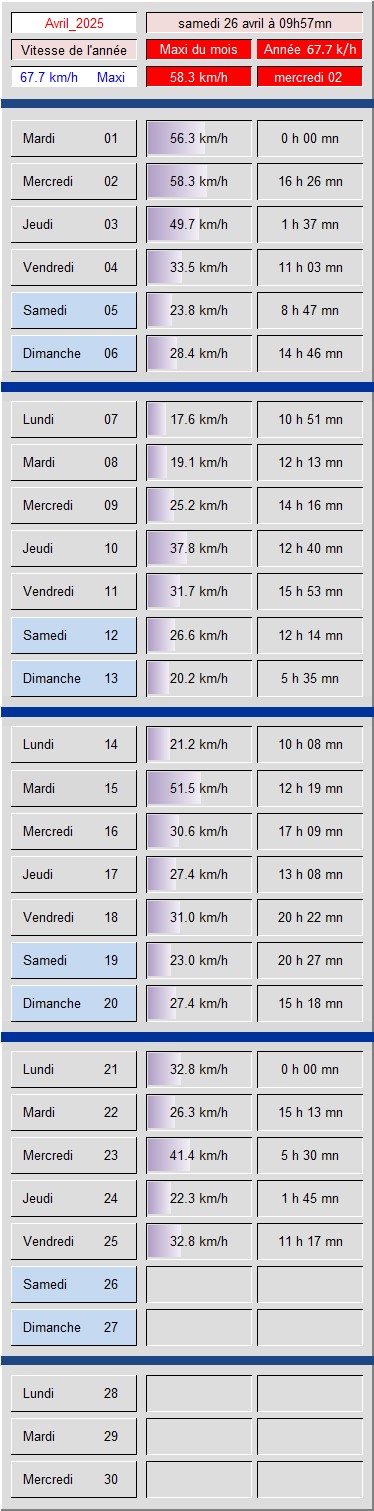 Avril_2025 samedi 26 avril à 09h57mn
Vitesse de l'année Maxi du mois Année 67.7 k/h
67.7 km/h Maxi 58.3 km/h mercredi 02
Mardi 01 56.3 km/h 0 h 00 mn
Mercredi 02 58.3 km/h 16 h 26 mn
Jeudi 03 49.7 km/h 1 h 37 mn
Vendredi 04 33.5 km/h 11 h 03 mn
Samedi 05 23.8 km/h 8 h 47 mn
Dimanche 06 28.4 km/h 14 h 46 mn
Lundi 07 17.6 km/h 10 h 51 mn
Mardi 08 19.1 km/h 12 h 13 mn
Mercredi 09 25.2 km/h 14 h 16 mn
Jeudi 10 37.8 km/h 12 h 40 mn
Vendredi 11 31.7 km/h 15 h 53 mn
Samedi 12 26.6 km/h 12 h 14 mn
Dimanche 13 20.2 km/h 5 h 35 mn
Lundi 14 21.2 km/h 10 h 08 mn
Mardi 15 51.5 km/h 12 h 19 mn
Mercredi 16 30.6 km/h 17 h 09 mn
Jeudi 17 27.4 km/h 13 h 08 mn
Vendredi 18 31.0 km/h 20 h 22 mn
Samedi 19 23.0 km/h 20 h 27 mn
Dimanche 20 27.4 km/h 15 h 18 mn
Lundi 21 32.8 km/h 0 h 00 mn
Mardi 22 26.3 km/h 15 h 13 mn
Mercredi 23 41.4 km/h 5 h 30 mn
Jeudi 24 22.3 km/h 1 h 45 mn
Vendredi 25 32.8 km/h 11 h 17 mn
Samedi 26
Dimanche 27
Lundi 28
Mardi 29
Mercredi 30